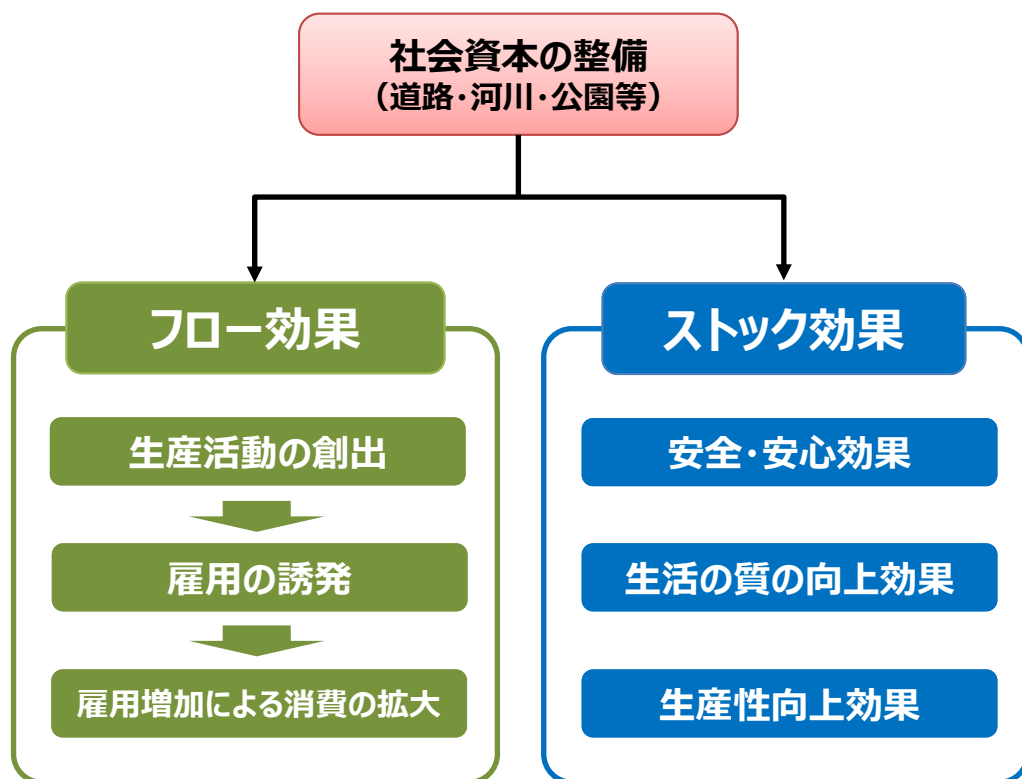 社会資本の整備
（道路・河川・公園等）
フロー効果
生産活動の創出
雇用の誘発
雇用増加による消費の拡大
ストック効果
安全・安心効果
生活の質の向上効果
生産性向上効果